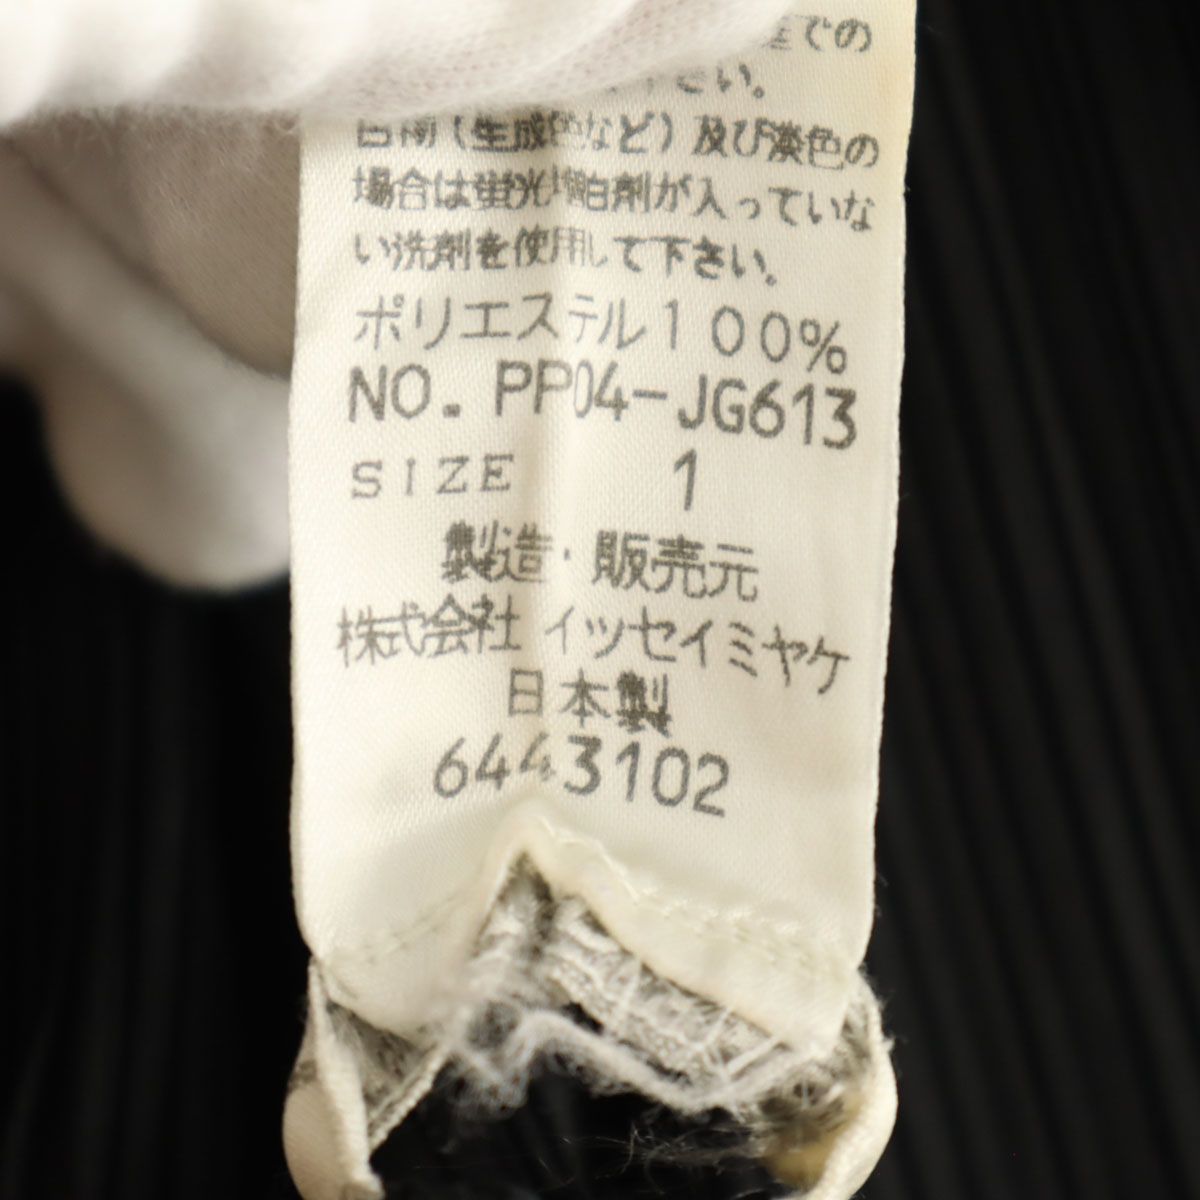 での
さい。
白闲（生成色など）及び淡色の
場合は蛍光増白剤が入っていな
い洗剤を使用して下さい。
ポリエステル100%
NO. PP04-JG613
SIZE 1
製造・販売元
株式会社 イッセイミヤケ
日本製
6443102